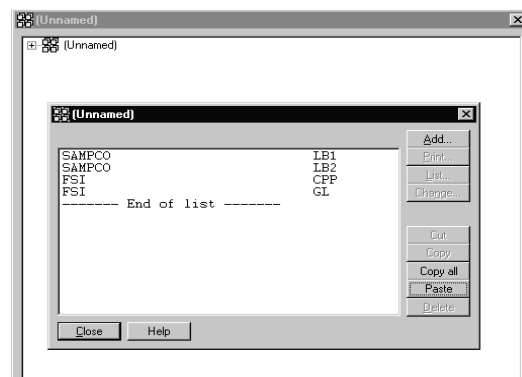 (Unnamed)
(Unnamed)
(Unnamed)
SAMPCO LB1
SAMPCO LB2
FSI CPP
FSI GL
------- End of list -------
Add...
Print...
List...
Change...
Cut
Copy
Copy all
Paste
Delete
Close Help